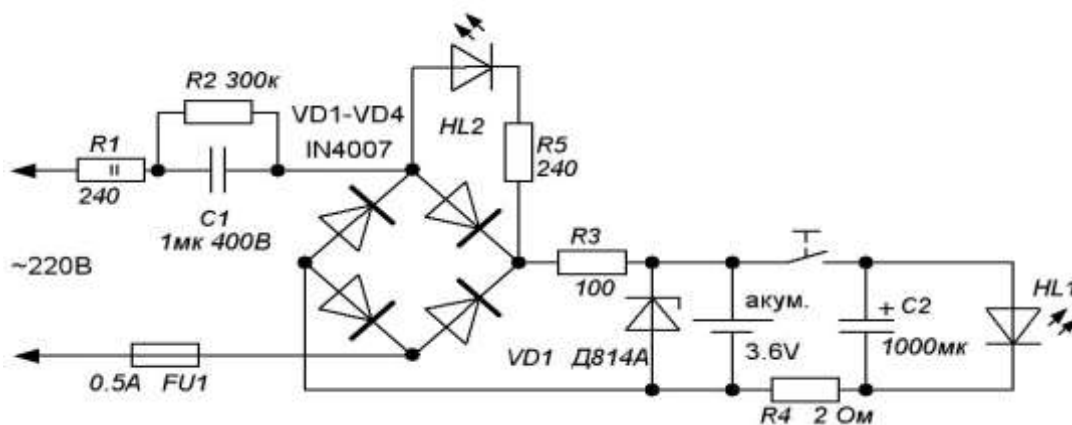 R2 300к
VD1-VD4
IN4007
HL2
R5
240
R1
240
C1
1мк 400В
~220В
R3
100
акум.
3.6V
+ C2
1000мк
HL1
VD1 Д814А
0.5А FU1
R4 2 Ом